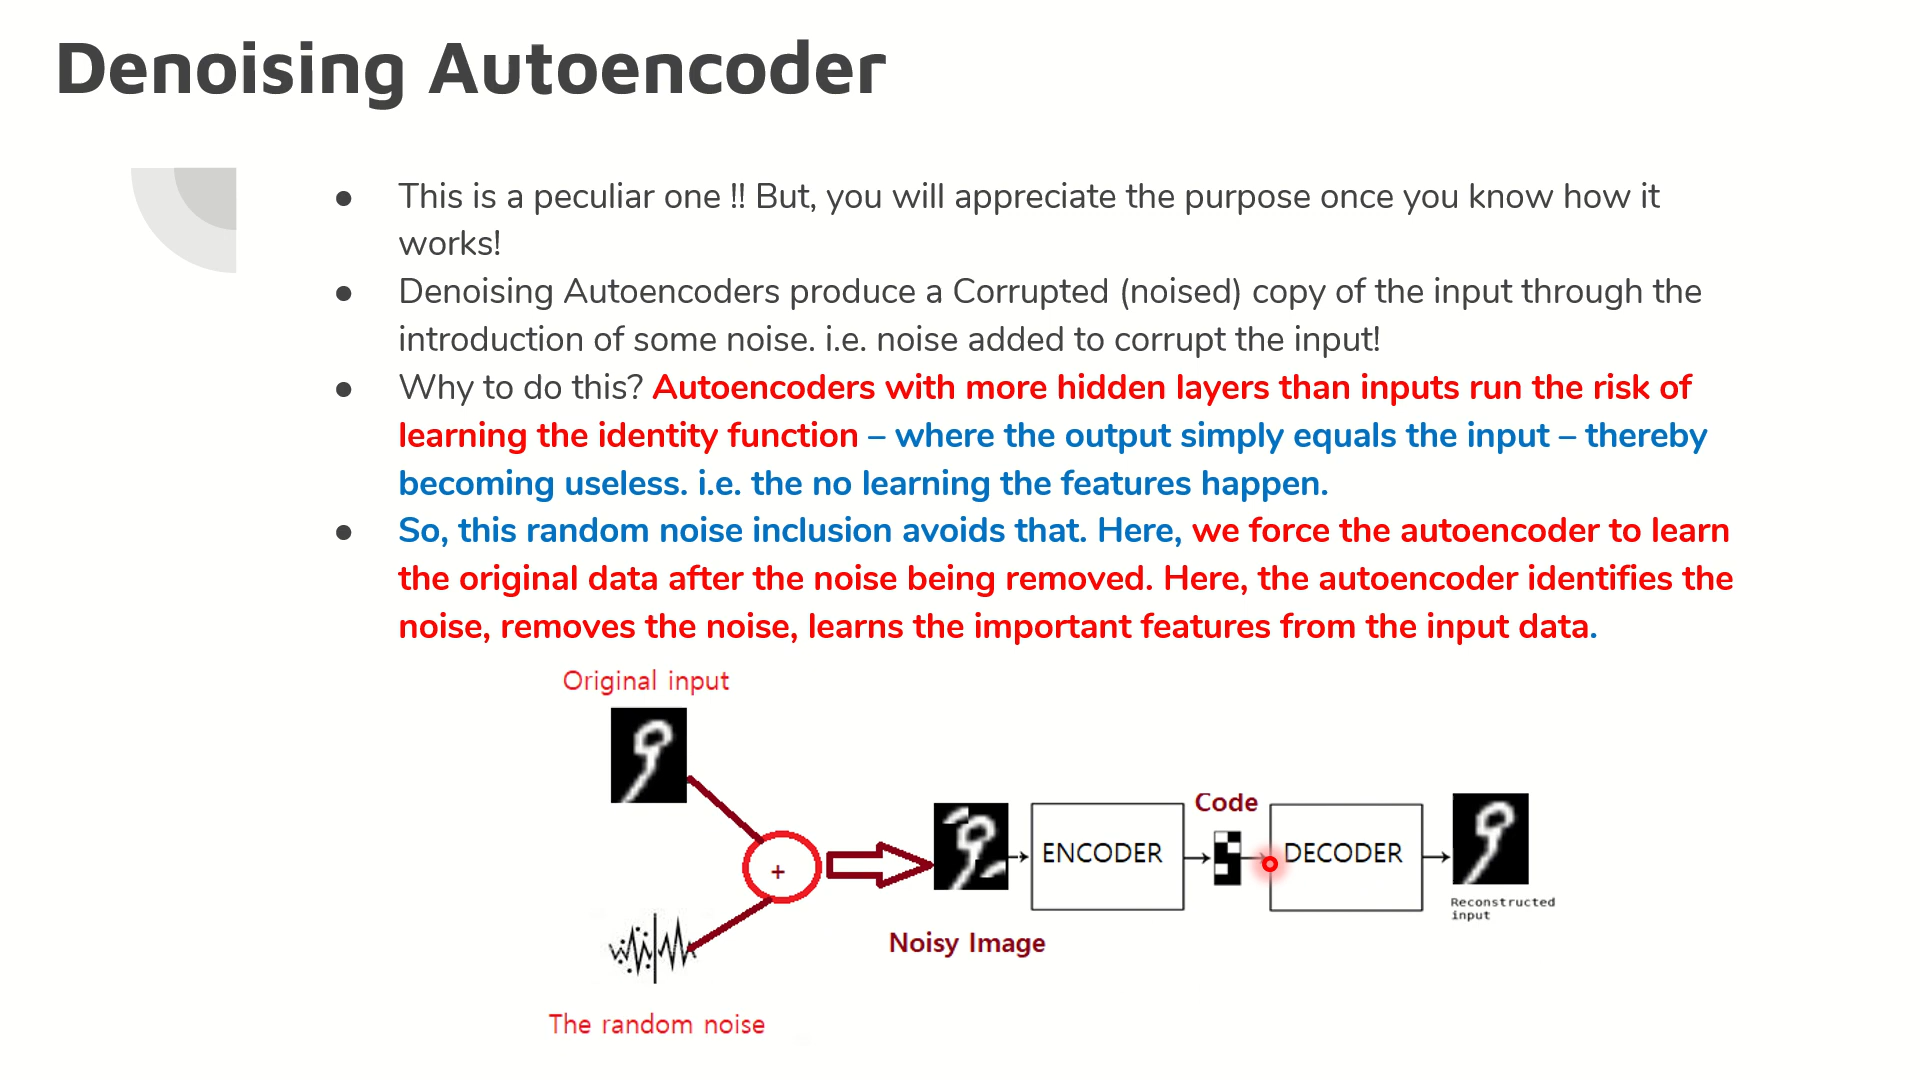 Denoising Autoencoder
● This is a peculiar one !! But, you will appreciate the purpose once you know how it
works!
● Denoising Autoencoders produce a Corrupted (noised) copy of the input through the
introduction of some noise. i.e. noise added to corrupt the input!
● Why to do this? Autoencoders with more hidden layers than inputs run the risk of
learning the identity function – where the output simply equals the input – thereby
becoming useless. i.e. the no learning the features happen.
● So, this random noise inclusion avoids that. Here, we force the autoencoder to learn
the original data after the noise being removed. Here, the autoencoder identifies the
noise, removes the noise, learns the important features from the input data.
Original input
9
+
The random noise
9
Noisy Image
ENCODER
Code
DECODER
9
Reconstructed
input